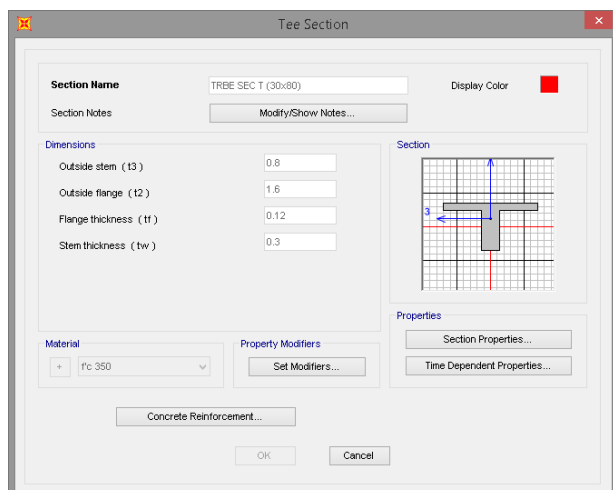 Tee Section
Section Name
TRBE SEC T (30x80)
Display Color
Section Notes
Modify/Show Notes...
Dimensions
Outside stem ( t3 )
0.8
Outside flange ( t2 )
1.6
Flange thickness ( tf )
0.12
Stem thickness ( tw )
0.3
Section
3
Properties
Section Properties...
Time Dependent Properties...
Material
+
f'c 350
Property Modifiers
Set Modifiers...
Concrete Reinforcement...
OK
Cancel